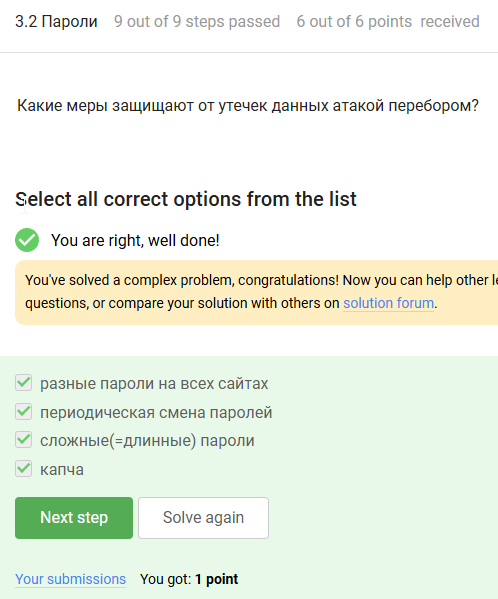 3.2 Пароли 9 out of 9 steps passed 6 out of 6 points received
Какие меры защищают от утечек данных атакой перебором?
Select all correct options from the list
You are right, well done!
You've solved a complex problem, congratulations! Now you can help other le
questions, or compare your solution with others on solution forum.
разные пароли на всех сайтах
периодическая смена паролей
сложные(=длинные) пароли
капча
Next step Solve again
Your submissions You got: 1 point